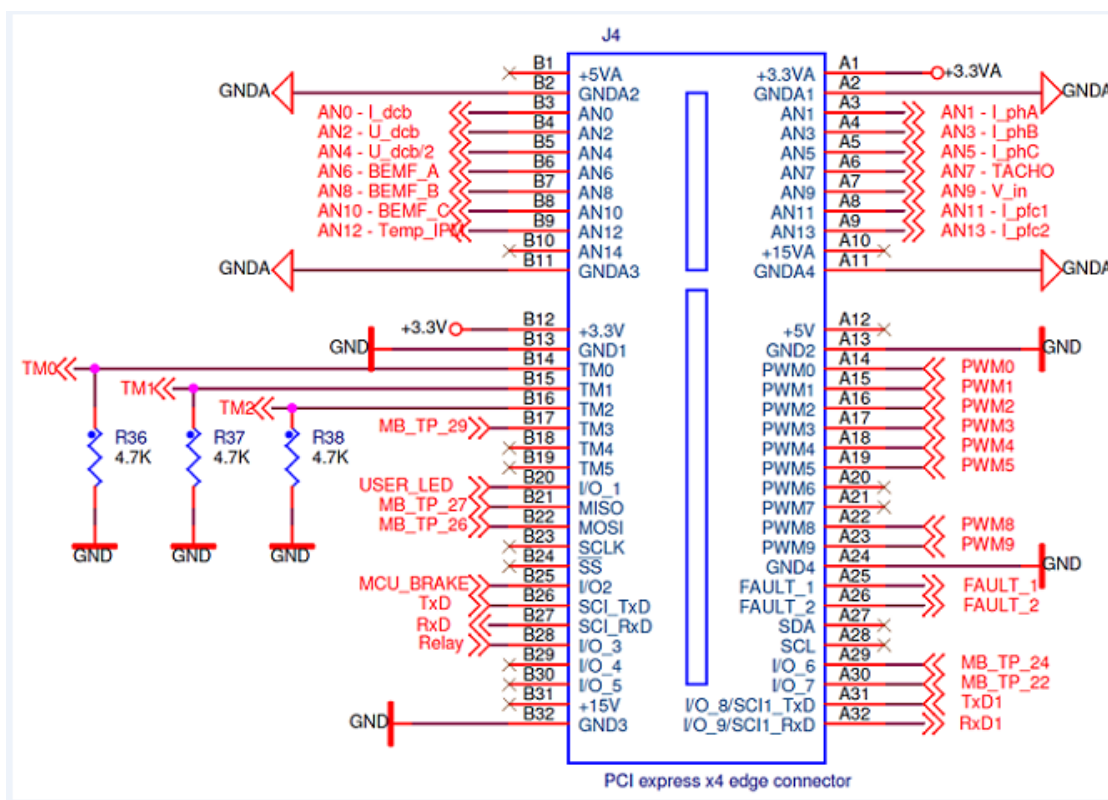 J4
B1 +5VA +3.3VA A1 +3.3VA
GNDA B2 GNDA2 GNDA1 A2 GNDA
AN0 - I_dcb B3 AN0 AN1 A3 AN1 - I_phA
AN2 - U_dcb B4 AN2 AN3 A4 AN3 - I_phB
AN4 - U_dcb/2 B5 AN4 AN5 A5 AN5 - I_phC
AN6 - BEMF_A B6 AN6 AN7 A6 AN7 - TACHO
AN8 - BEMF_B B7 AN8 AN9 A7 AN9 - V_in
AN10 - BEMF_C B8 AN10 AN11 A8 AN11 - I_pfc1
AN12 - Temp_IPM B9 AN12 AN13 A9 AN13 - I_pfc2
B10 AN14 +15VA A10
GNDA B11 GNDA3 GNDA4 A11 GNDA
+3.3V B12 +3.3V +5V A12
GND B13 GND1 GND2 A13 GND
TM0 B14 TM0 PWM0 A14 PWM0
TM1 B15 TM1 PWM1 A15 PWM1
TM2 B16 TM2 PWM2 A16 PWM2
MB_TP_29 B17 TM3 PWM3 A17 PWM3
B18 TM4 PWM4 A18 PWM4
B19 TM5 PWM5 A19 PWM5
R36 R37 R38
4.7K 4.7K 4.7K
USER_LED B20 I/O_1 PWM6 A20
MB_TP_27 B21 MISO PWM7 A21
MB_TP_26 B22 MOSI PWM8 A22 PWM8
B23 SCLK PWM9 A23 PWM9
GND GND GND B24 SS GND4 A24 GND
MCU_BRAKE B25 I/O2 FAULT_1 A25 FAULT_1
TxD B26 SCI_TxD FAULT_2 A26 FAULT_2
RxD B27 SCI_RxD SDA A27
Relay B28 I/O_3 SCL A28
B29 I/O_4 I/O_6 A29 MB_TP_24
B30 I/O_5 I/O_7 A30 MB_TP_22
B31 +15V I/O_8/SCI1_TxD A31 TxD1
GND B32 GND3 I/O_9/SCI1_RxD A32 RxD1
PCI express x4 edge connector